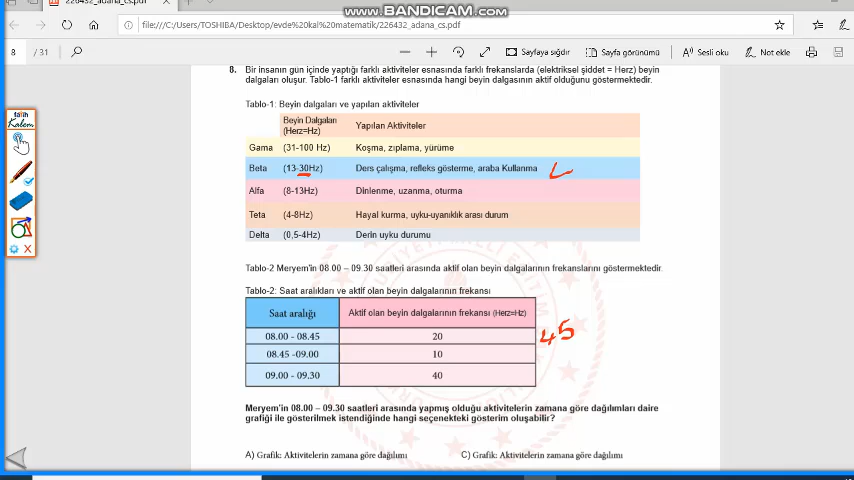 www.BANDICAM.com
226432_adana_cs.pdf
file:///C:/Users/TOSHIBA/Desktop/evde%20kal%20matematik/226432_adana_cs.pdf
8 /31 Sayfaya sığdır Sayfa görünümü Sesli oku Not ekle
fatih
Kalem
8. Bir insanın gün içinde yaptığı farklı aktiviteler esnasında farklı frekanslarda (elektriksel şiddet = Herz) beyin
dalgaları oluşur. Tablo-1 farklı aktiviteler esnasında hangi beyin dalgasının aktif olduğunu göstermektedir.
Tablo-1: Beyin dalgaları ve yapılan aktiviteler
Beyin Dalgaları
(Herz=Hz) Yapılan Aktiviteler
Gama (31-100 Hz) Koşma, zıplama, yürüme
Beta (13-30Hz) Ders çalışma, refleks gösterme, araba Kullanma
Alfa (8-13Hz) Dinlenme, uzanma, oturma
Teta (4-8Hz) Hayal kurma, uyku-uyanıklık arası durum
Delta (0,5-4Hz) Derin uyku durumu
Tablo-2 Meryem'in 08.00 – 09.30 saatleri arasında aktif olan beyin dalgalarının frekanslarını göstermektedir.
Tablo-2: Saat aralıkları ve aktif olan beyin dalgalarının frekansı
Saat aralığı Aktif olan beyin dalgalarının frekansı (Herz=Hz)
08.00 - 08.45 20 45
08.45 -09.00 10
09.00 - 09.30 40
Meryem'in 08.00 – 09.30 saatleri arasında yapmış olduğu aktivitelerin zamana göre dağılımları daire
grafiği ile gösterilmek istendiğinde hangi seçenekteki gösterim oluşabilir?
A) Grafik: Aktivitelerin zamana göre dağılımı C) Grafik: Aktivitelerin zamana göre dağılımı